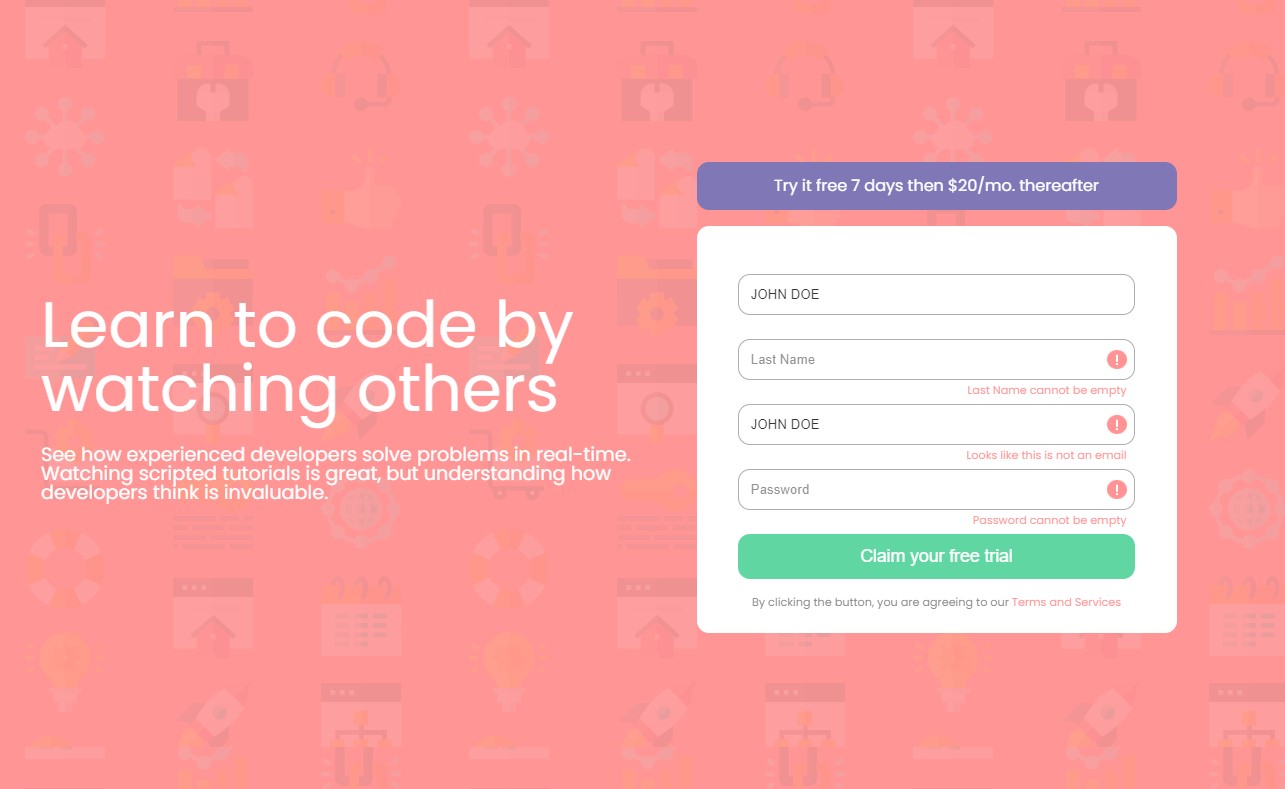 Learn to code by
watching others
See how experienced developers solve problems in real-time.
Watching scripted tutorials is great, but understanding how
developers think is invaluable.
Try it free 7 days then $20/mo. thereafter
JOHN DOE
Last Name
!
Last Name cannot be empty
JOHN DOE
!
Looks like this is not an email
Password
!
Password cannot be empty
Claim your free trial
By clicking the button, you are agreeing to our Terms and Services